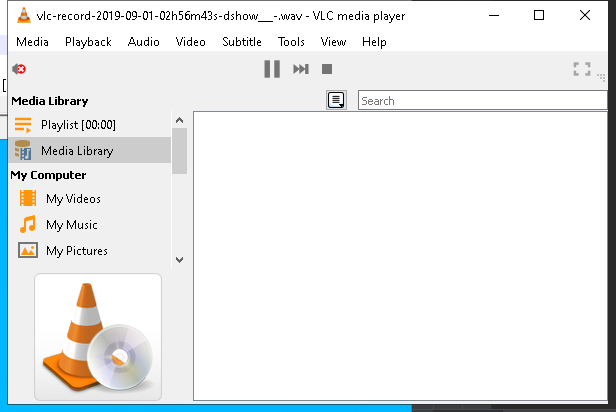 vlc-record-2019-09-01-02h56m43s-dshow___-.wav - VLC media player
Media Playback Audio Video Subtitle Tools View Help
Media Library
Search
Playlist [00:00]
Media Library
My Computer
My Videos
My Music
My Pictures